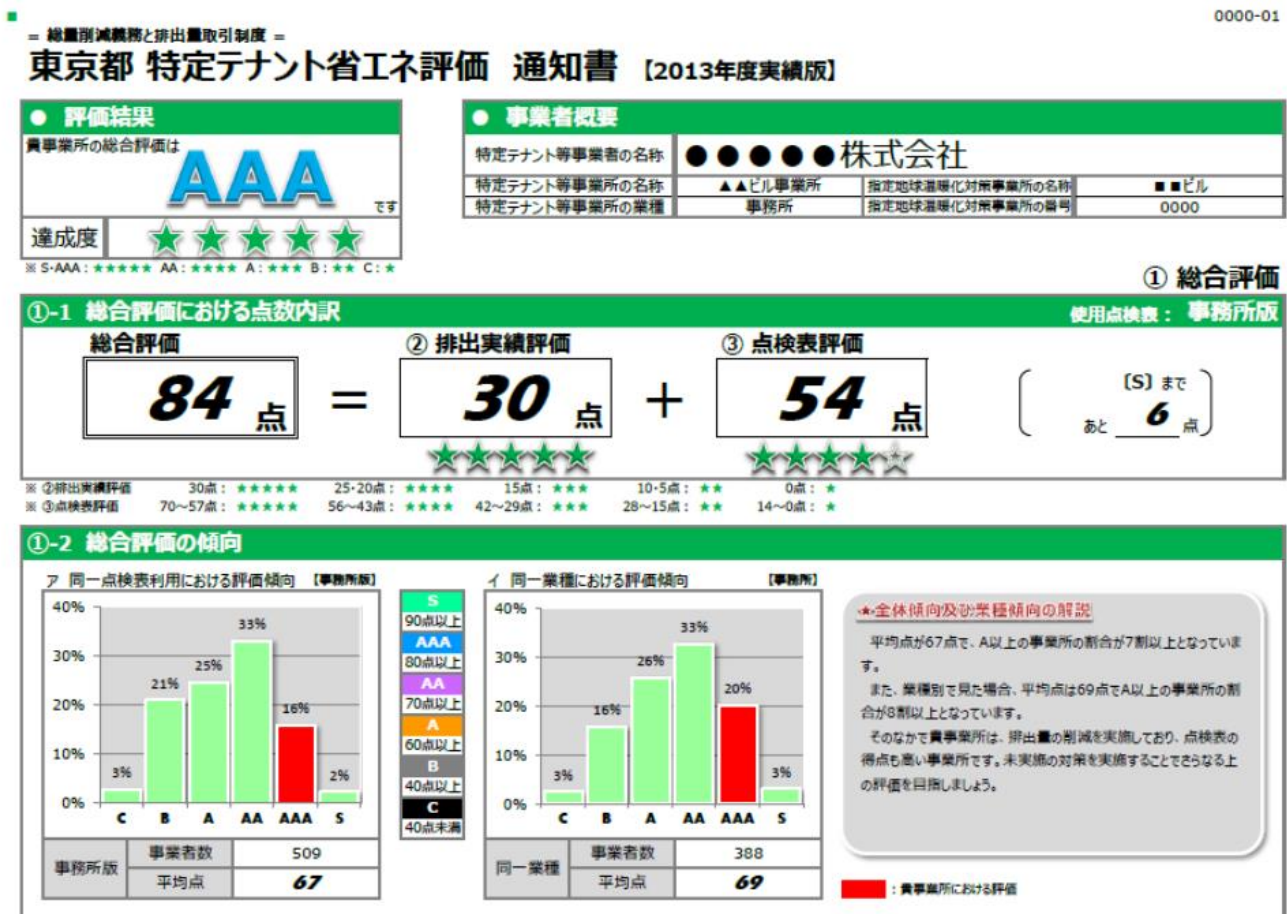 0000-01
= 総量削減義務と排出量取引制度 =
東京都 特定テナント省エネ評価 通知書 【2013年度実績版】
● 評価結果
貴事業所の総合評価は
AAA
です
達成度 ★★★★★
※ S・AAA：★★★★★ AA：★★★★ A：★★★ B：★★ C：★
● 事業者概要
特定テナント等事業者の名称 ●●●●●株式会社
特定テナント等事業所の名称 ▲▲ビル事業所 指定地球温暖化対策事業所の名称 ■■ビル
特定テナント等事業所の業種 事務所 指定地球温暖化対策事業所の番号 0000
① 総合評価
①-1 総合評価における点数内訳 使用点検表： 事務所版
総合評価 ② 排出実績評価 ③ 点検表評価
84 点 = 30 点 + 54 点
〔S〕まで
あと 6 点
★★★★★ ★★★★☆
※ ②排出実績評価 30点：★★★★★ 25・20点：★★★★ 15点：★★★ 10・5点：★★ 0点：★
※ ③点検表評価 70～57点：★★★★★ 56～43点：★★★★ 42～29点：★★★ 28～15点：★★ 14～0点：★
①-2 総合評価の傾向
ア 同一点検表利用における評価傾向 【事務所版】
40%
30%
20%
10%
0%
3% 21% 25% 33% 16% 2%
C B A AA AAA S
事務所版 事業者数 509
平均点 67
S
90点以上
AAA
80点以上
AA
70点以上
A
60点以上
B
40点以上
C
40点未満
イ 同一業種における評価傾向 【事務所】
40%
30%
20%
10%
0%
3% 16% 26% 33% 20% 3%
C B A AA AAA S
同一業種 事業者数 388
平均点 69
★全体傾向及び業種傾向の解説
平均点が67点で、A以上の事業所の割合が7割以上となっていま
す。
また、業種別で見た場合、平均点は69点でA以上の事業所の割
合が8割以上となっています。
そのなかで貴事業所は、排出量の削減を実施しており、点検表の
得点も高い事業所です。未実施の対策を実施することでさらなる上
の評価を目指しましょう。
：貴事業所における評価